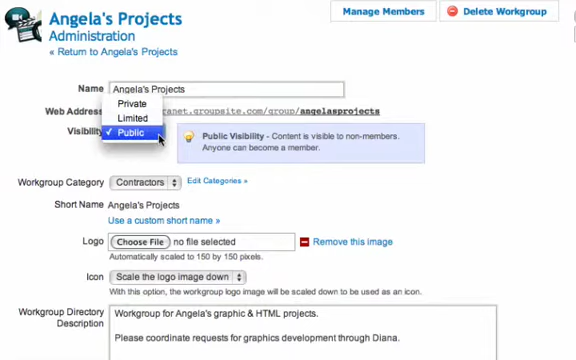 Angela's Projects
Administration
« Return to Angela's Projects
Manage Members
Delete Workgroup
Name
Angela's Projects
Private
Web Address
ranet.groupsite.com/group/angelasprojects
Limited
Visibility
✓ Public
Public Visibility - Content is visible to non-members.
Anyone can become a member.
Workgroup Category
Contractors
Edit Categories »
Short Name
Angela's Projects
Use a custom short name »
Logo
Choose File
no file selected
Remove this image
Automatically scaled to 150 by 150 pixels.
Icon
Scale the logo image down
With this option, the workgroup logo image will be scaled down to be used as an icon.
Workgroup Directory
Description
Workgroup for Angela's graphic & HTML projects.
Please coordinate requests for graphics development through Diana.